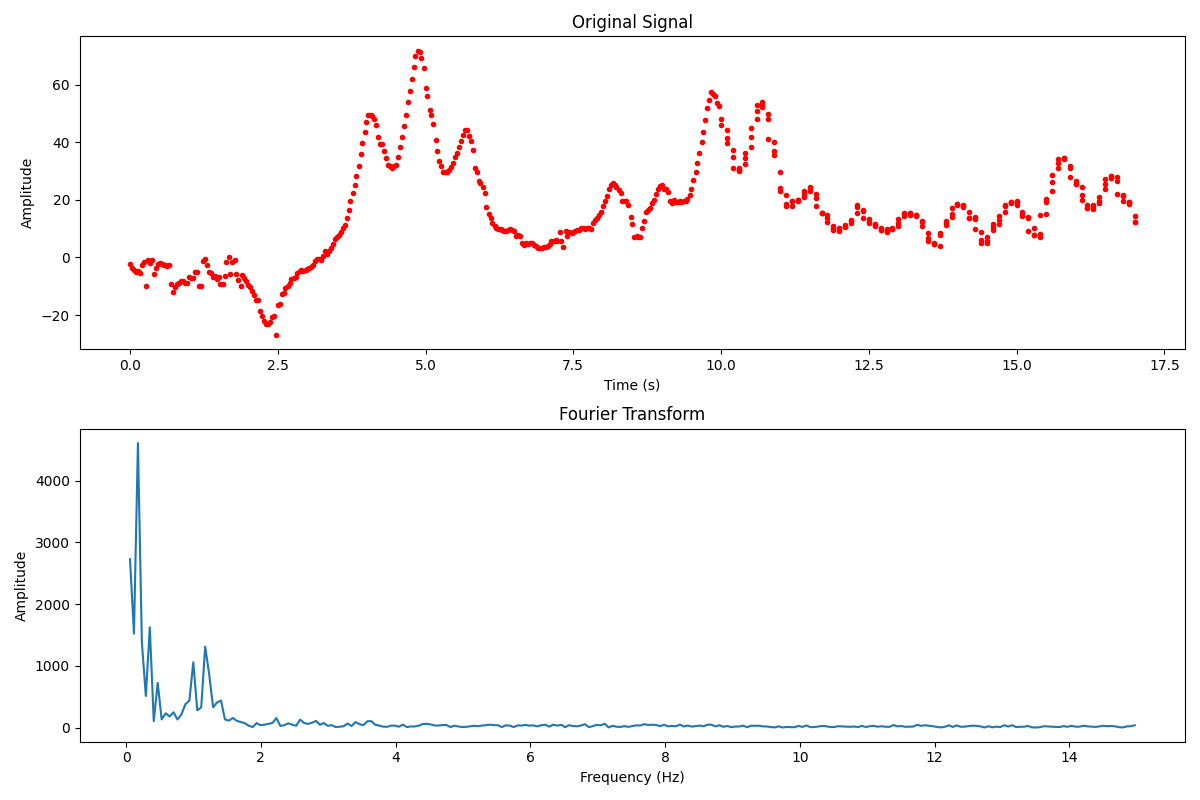 Original Signal
60
40
20
0
−20
Amplitude
0.0 2.5 5.0 7.5 10.0 12.5 15.0 17.5
Time (s)
Fourier Transform
4000
3000
2000
1000
0
Amplitude
0 2 4 6 8 10 12 14
Frequency (Hz)